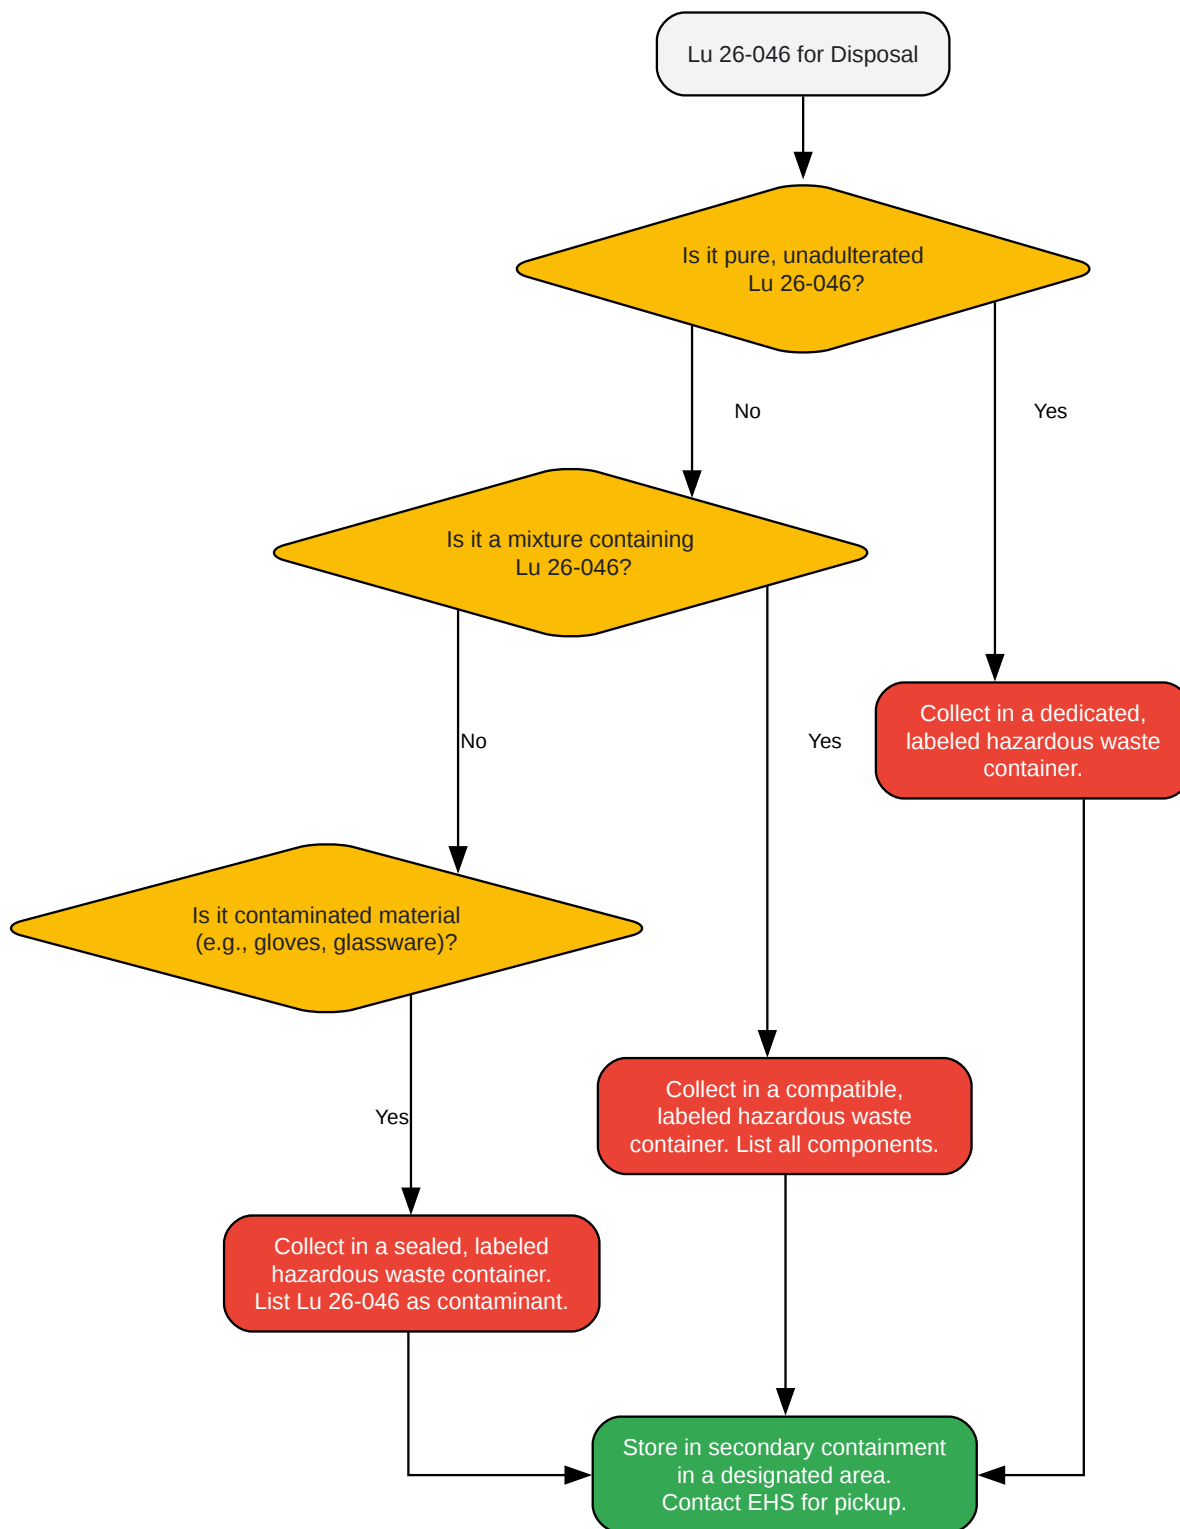 Lu 26-046 for Disposal
Is it pure, unadulterated
Lu 26-046?
No
Yes
Is it a mixture containing
Lu 26-046?
Collect in a dedicated,
labeled hazardous waste
container.
No
Yes
Is it contaminated material
(e.g., gloves, glassware)?
Collect in a compatible,
labeled hazardous waste
container. List all components.
Yes
Collect in a sealed, labeled
hazardous waste container.
List Lu 26-046 as contaminant.
Store in secondary containment
in a designated area.
Contact EHS for pickup.